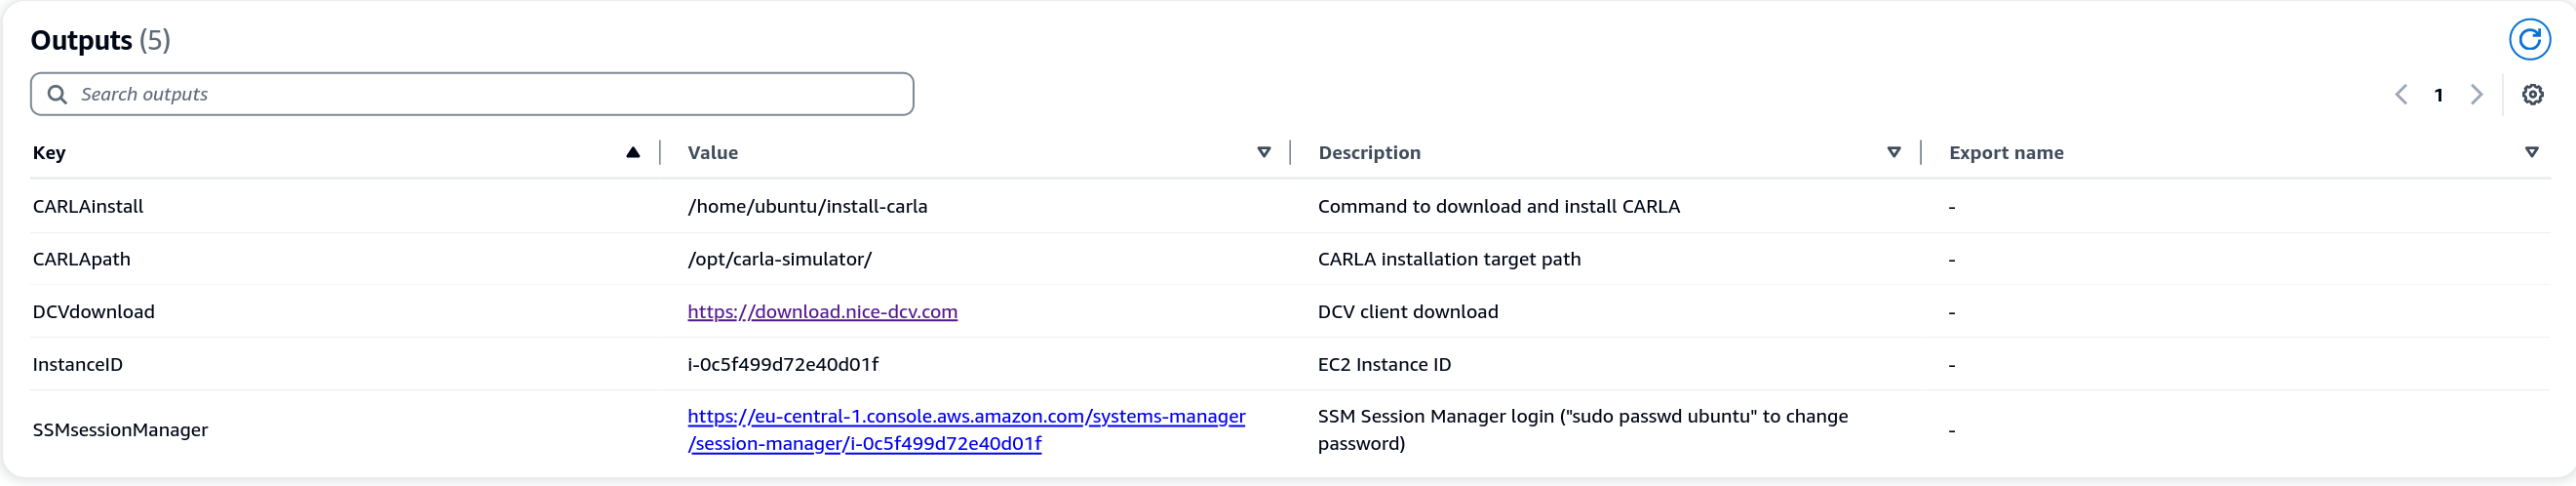 Outputs (5)
Search outputs
1
Key Value Description Export name
CARLAinstall /home/ubuntu/install-carla Command to download and install CARLA -
CARLApath /opt/carla-simulator/ CARLA installation target path -
DCVdownload https://download.nice-dcv.com DCV client download -
InstanceID i-0c5f499d72e40d01f EC2 Instance ID -
SSMsessionManager https://eu-central-1.console.aws.amazon.com/systems-manager SSM Session Manager login ("sudo passwd ubuntu" to change -
/session-manager/i-0c5f499d72e40d01f password)